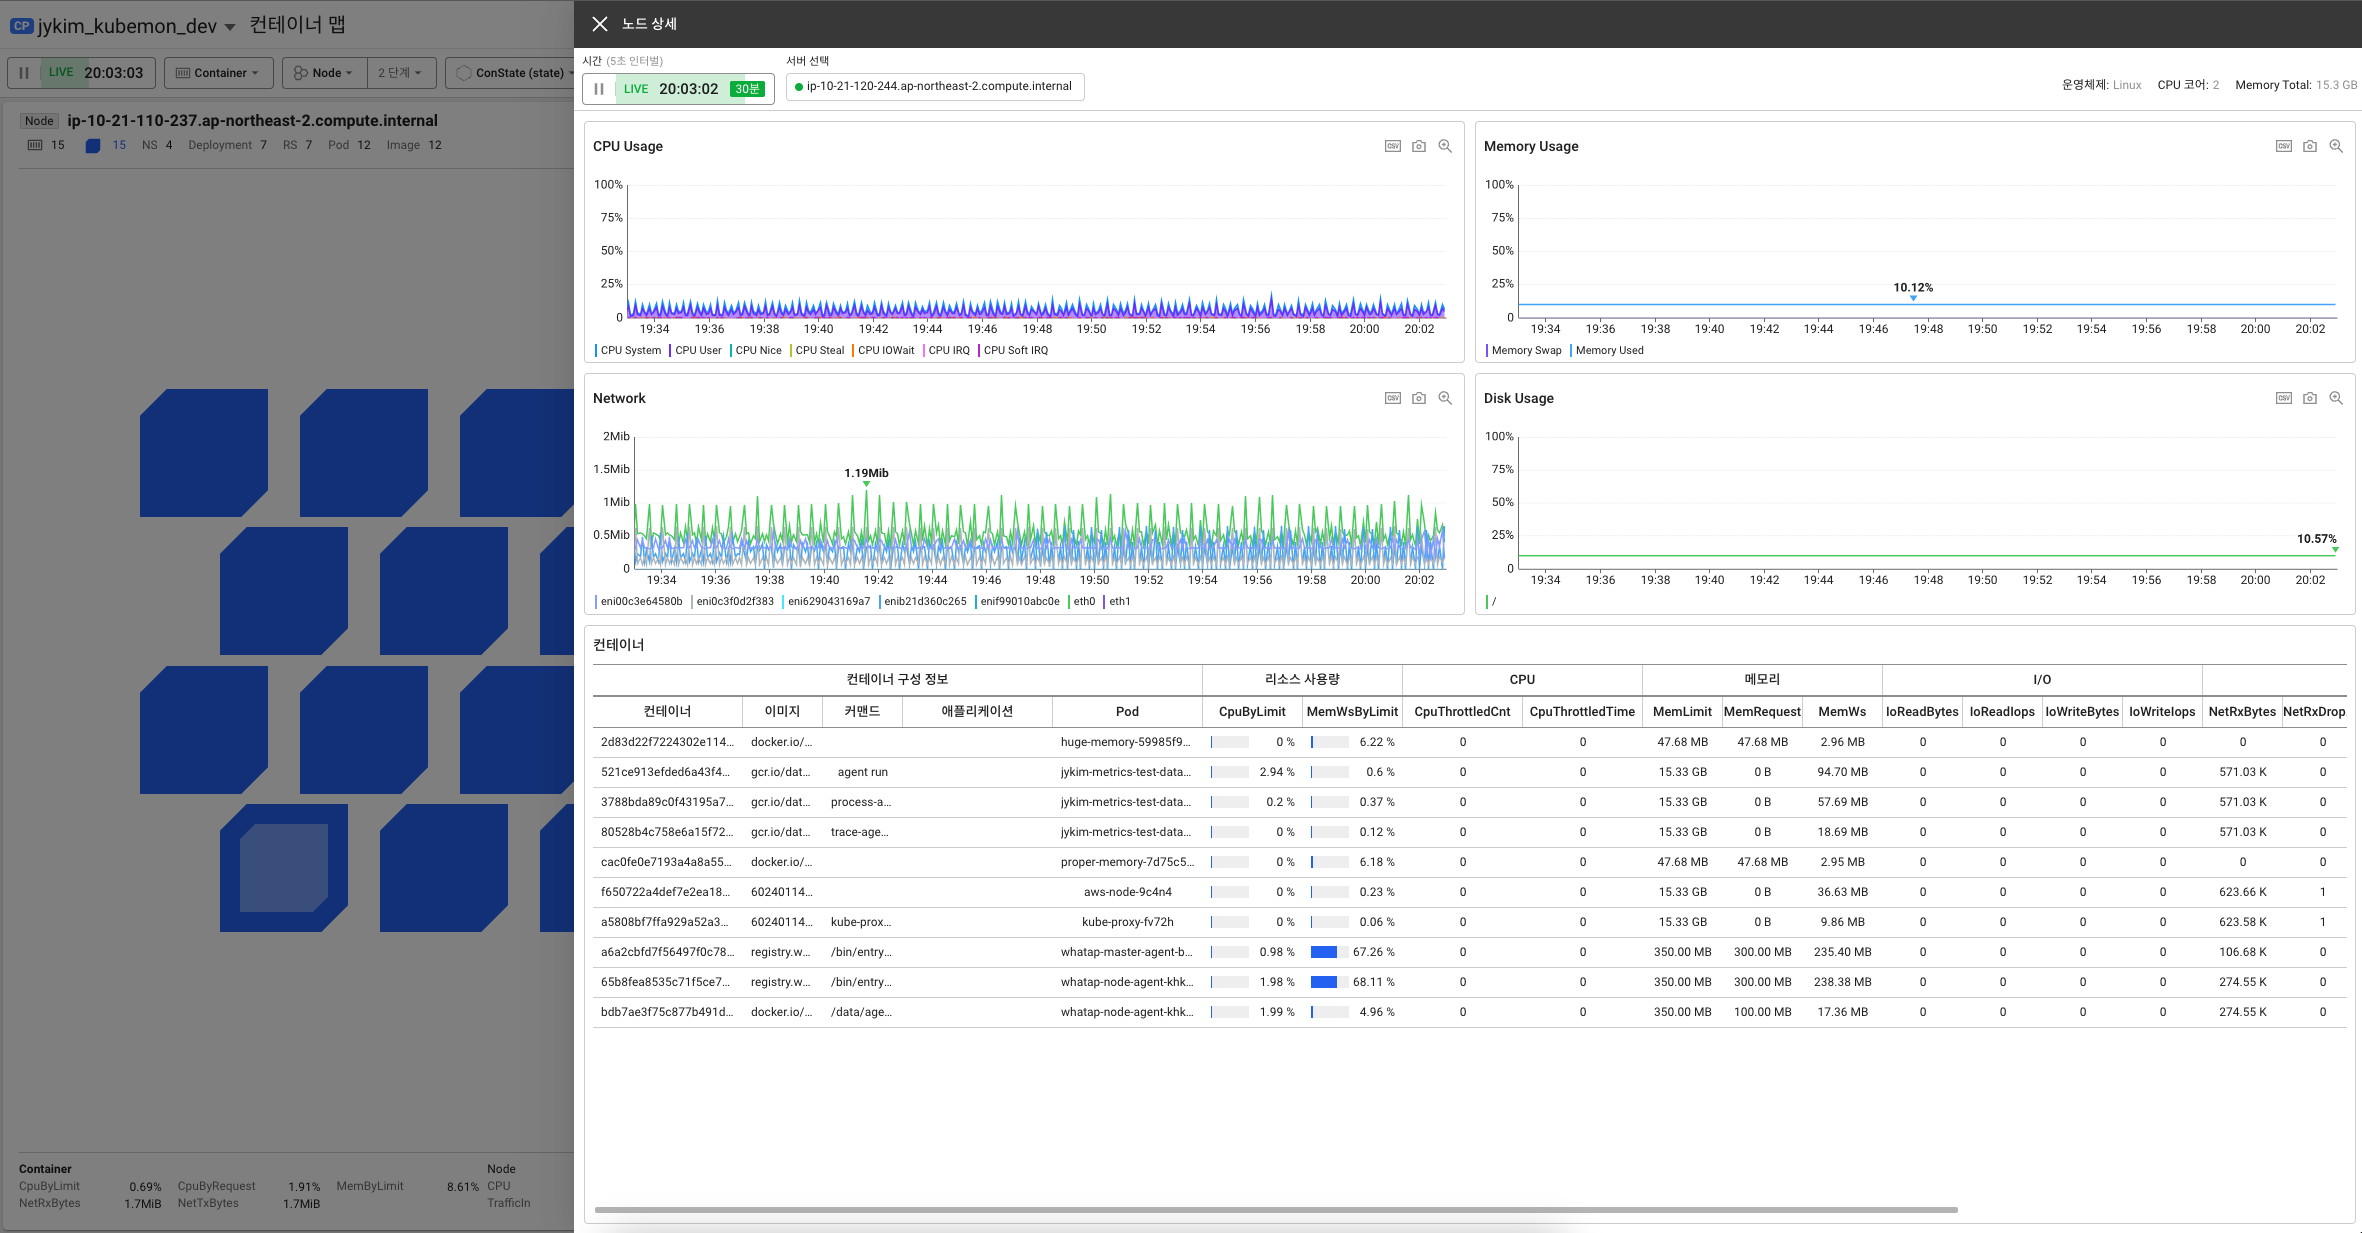 CP jykim_kubemon_dev 컨테이너 맵
LIVE 20:03:03 Container Node 2 단계 ConState (state)
Node ip-10-21-110-237.ap-northeast-2.compute.internal
15 15 NS 4 Deployment 7 RS 7 Pod 12 Image 12
Container
CpuByLimit 0.69% CpuByRequest 1.91% MemByLimit 8.61%
NetRxBytes 1.7MiB NetTxBytes 1.7MiB
Node
CPU
TrafficIn
노드 상세
시간 (5초 인터벌) 서버 선택
LIVE 20:03:02 30분 ip-10-21-120-244.ap-northeast-2.compute.internal
운영체제: Linux CPU 코어: 2 Memory Total: 15.3 GB
CPU Usage
CSV
100%
75%
50%
25%
0
19:34 19:36 19:38 19:40 19:42 19:44 19:46 19:48 19:50 19:52 19:54 19:56 19:58 20:00 20:02
CPU System CPU User CPU Nice CPU Steal CPU IOWait CPU IRQ CPU Soft IRQ
Memory Usage
CSV
100%
75%
50%
25%
0
10.12%
19:34 19:36 19:38 19:40 19:42 19:44 19:46 19:48 19:50 19:52 19:54 19:56 19:58 20:00 20:02
Memory Swap Memory Used
Network
CSV
2Mib
1.5Mib
1Mib
0.5Mib
0
1.19Mib
19:34 19:36 19:38 19:40 19:42 19:44 19:46 19:48 19:50 19:52 19:54 19:56 19:58 20:00 20:02
eni00c3e64580b eni0c3f0d2f383 eni629043169a7 enib21d360c265 enif99010abc0e eth0 eth1
Disk Usage
CSV
100%
75%
50%
25%
0
10.57%
19:34 19:36 19:38 19:40 19:42 19:44 19:46 19:48 19:50 19:52 19:54 19:56 19:58 20:00 20:02
/
컨테이너
컨테이너 구성 정보 리소스 사용량 CPU 메모리 I/O
컨테이너 이미지 커맨드 애플리케이션 Pod CpuByLimit MemWsByLimit CpuThrottledCnt CpuThrottledTime MemLimit MemRequest MemWs IoReadBytes IoReadIops IoWriteBytes IoWriteIops NetRxBytes NetRxDrop
2d83d22f7224302e114... docker.io/... huge-memory-59985f9... 0 % 6.22 % 0 0 47.68 MB 47.68 MB 2.96 MB 0 0 0 0 0 0
521ce913efded6a43f4... gcr.io/dat... agent run jykim-metrics-test-data... 2.94 % 0.6 % 0 0 15.33 GB 0 B 94.70 MB 0 0 0 0 571.03 K 0
3788bda89c0f43195a7... gcr.io/dat... process-a... jykim-metrics-test-data... 0.2 % 0.37 % 0 0 15.33 GB 0 B 57.69 MB 0 0 0 0 571.03 K 0
80528b4c758e6a15f72... gcr.io/dat... trace-age... jykim-metrics-test-data... 0 % 0.12 % 0 0 15.33 GB 0 B 18.69 MB 0 0 0 0 571.03 K 0
cac0fe0e7193a4a8a55... docker.io/... proper-memory-7d75c5... 0 % 6.18 % 0 0 47.68 MB 47.68 MB 2.95 MB 0 0 0 0 0 0
f650722a4def7e2ea18... 60240114... aws-node-9c4n4 0 % 0.23 % 0 0 15.33 GB 0 B 36.63 MB 0 0 0 0 623.66 K 1
a5808bf7ffa929a52a3... 60240114... kube-prox... kube-proxy-fv72h 0 % 0.06 % 0 0 15.33 GB 0 B 9.86 MB 0 0 0 0 623.58 K 1
a6a2cbfd7f56497f0c78... registry.w... /bin/entry... whatap-master-agent-b... 0.98 % 67.26 % 0 0 350.00 MB 300.00 MB 235.40 MB 0 0 0 0 106.68 K 0
65b8fea8535c71f5ce7... registry.w... /bin/entry... whatap-node-agent-khk... 1.98 % 68.11 % 0 0 350.00 MB 300.00 MB 238.38 MB 0 0 0 0 274.55 K 0
bdb7ae3f75c877b491d... docker.io/... /data/age... whatap-node-agent-khk... 1.99 % 4.96 % 0 0 350.00 MB 100.00 MB 17.36 MB 0 0 0 0 274.55 K 0